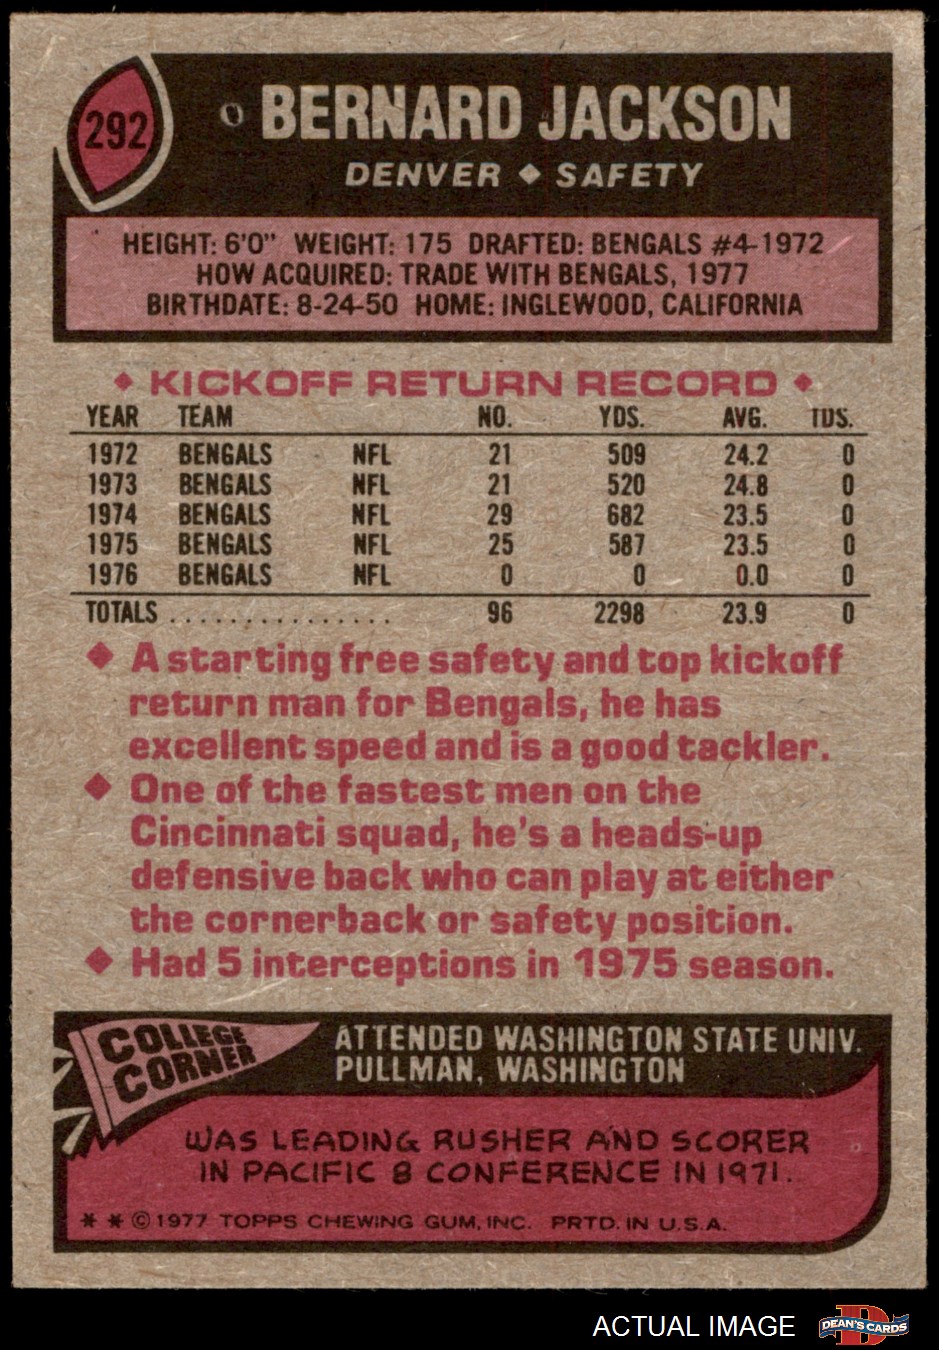 292
BERNARD JACKSON
DENVER ◆ SAFETY
HEIGHT: 6'0" WEIGHT: 175 DRAFTED: BENGALS #4-1972
HOW ACQUIRED: TRADE WITH BENGALS, 1977
BIRTHDATE: 8-24-50 HOME: INGLEWOOD, CALIFORNIA
◆ KICKOFF RETURN RECORD ◆
YEAR TEAM NO. YDS. AVG. TDS.
1972 BENGALS NFL 21 509 24.2 0
1973 BENGALS NFL 21 520 24.8 0
1974 BENGALS NFL 29 682 23.5 0
1975 BENGALS NFL 25 587 23.5 0
1976 BENGALS NFL 0 0 0.0 0
TOTALS . . . . . . . . . . . . . . . 96 2298 23.9 0
◆ A starting free safety and top kickoff
return man for Bengals, he has
excellent speed and is a good tackler.
◆ One of the fastest men on the
Cincinnati squad, he's a heads-up
defensive back who can play at either
the cornerback or safety position.
◆ Had 5 interceptions in 1975 season.
COLLEGE
CORNER
ATTENDED WASHINGTON STATE UNIV.
PULLMAN, WASHINGTON
WAS LEADING RUSHER AND SCORER
IN PACIFIC 8 CONFERENCE IN 1971.
* * © 1977 TOPPS CHEWING GUM, INC. PRTD. IN U.S.A.
ACTUAL IMAGE
D
DEAN'S CARDS